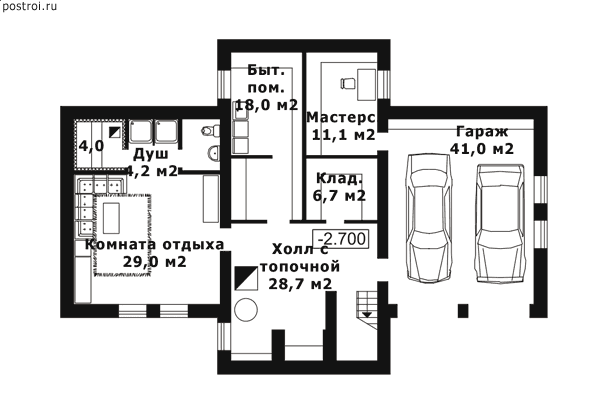 postroi.ru
Быт.
пом.
18,0 м2
Мастерс
11,1 м2
Гараж
41,0 м2
4,0
Душ
4,2 м2
Клад.
6,7 м2
-2.700
Комната отдыха
29,0 м2
Холл с
топочной
28,7 м2